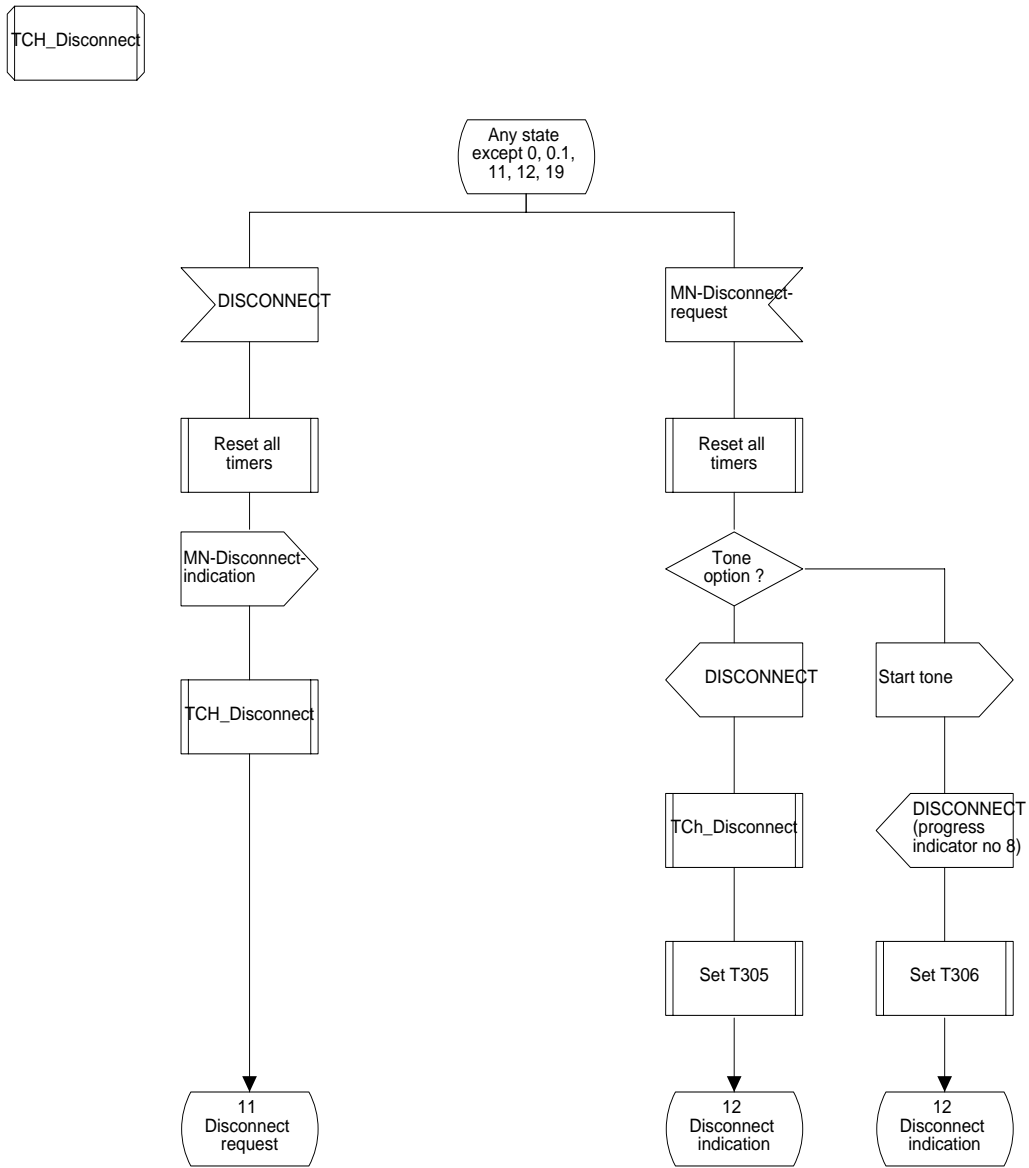 TCH_Disconnect
Any state
except 0, 0.1,
11, 12, 19
DISCONNECT
MN-Disconnect-
request
Reset all
timers
Reset all
timers
MN-Disconnect-
indication
Tone
option ?
TCH_Disconnect
DISCONNECT
Start tone
TCh_Disconnect
DISCONNECT
(progress
indicator no 8)
Set T305
Set T306
11
Disconnect
request
12
Disconnect
indication
12
Disconnect
indication